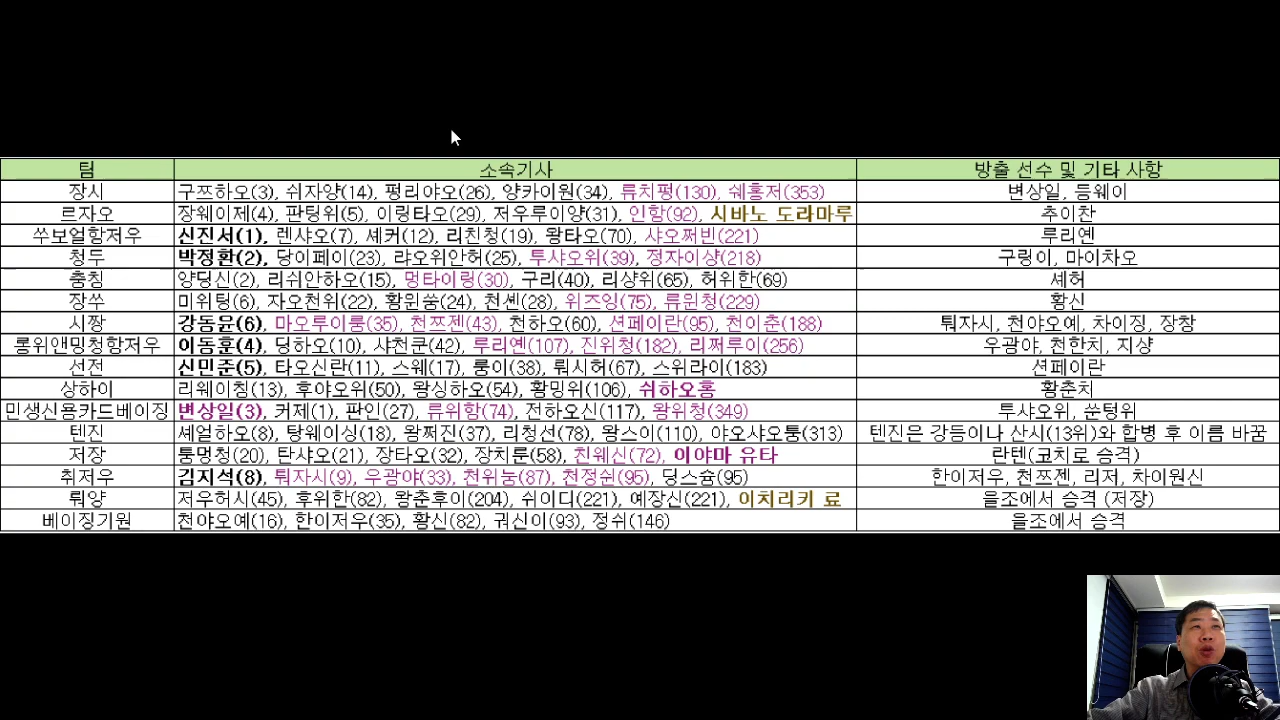 팀 소속기사 방출 선수 및 기타 사항
장시 구쯔하오(3), 쉬자양(14), 펑리야오(26), 양카이원(34), 류치펑(130), 쉐홍저(353) 변상일, 등웨이
르자오 장웨이제(4), 판팅위(5), 이링타오(29), 저우루이양(31), 인항(92), 시바노 도라마루 추이찬
쑤보얼항저우 신진서(1), 렌샤오(7), 셰커(12), 리친청(19), 왕타오(70), 샤오쩌빈(221) 루리옌
청두 박정환(2), 당이페이(23), 랴오위안허(25), 투샤오위(39), 정자이샹(218) 구링이, 마이차오
충칭 양딩신(2), 리쉬안하오(15), 멍타이링(30), 구리(40), 리샹위(65), 허위한(69) 셰허
장쑤 미위팅(6), 자오천위(22), 황윈쑹(24), 천쎈(28), 위즈잉(75), 류윈청(229) 황신
시짱 강동윤(6), 마오루이룽(35), 천쯔젠(43), 천하오(60), 션페이란(95), 천이춘(188) 퉈자시, 천야오예, 차이징, 장창
룽위앤밍청항저우 이동훈(4), 딩하오(10), 샤천쿤(42), 루리옌(107), 진위청(182), 리쩌루이(256) 우광야, 천한치, 지샹
선전 신민준(5), 타오신란(11), 스웨(17), 룽이(38), 뤄시허(67), 스위라이(183) 션페이란
상하이 리웨이칭(13), 후야오위(50), 왕싱하오(54), 황밍위(106), 쉬하오홍 황춘치
민생신용카드베이징 변상일(3), 커제(1), 판인(27), 류위항(74), 전하오신(117), 왕위청(349) 투샤오위, 쑨텅위
텐진 셰얼하오(8), 탕웨이싱(18), 왕쩌진(37), 리청선(78), 왕스이(110), 야오샤오퉁(313) 텐진은 강등이나 산시(13위)와 합병 후 이름 바꿈
저장 퉁멍청(20), 탄샤오(21), 장타오(32), 장치룬(58), 친웨신(72), 이야마 유타 란텐(코치로 승격)
취저우 김지석(8), 퉈자시(9), 우광야(33), 천위눙(87), 천정쉰(95), 딩스슝(95) 한이저우, 천쯔젠, 리저, 차이원신
뤄양 저우허시(45), 후위한(82), 왕춘후이(204), 쉬이디(221), 예장신(221), 이치리키 료 을조에서 승격 (저장)
베이징기원 천야오예(16), 한이저우(35), 황신(82), 궈신이(93), 정쉬(146) 을조에서 승격